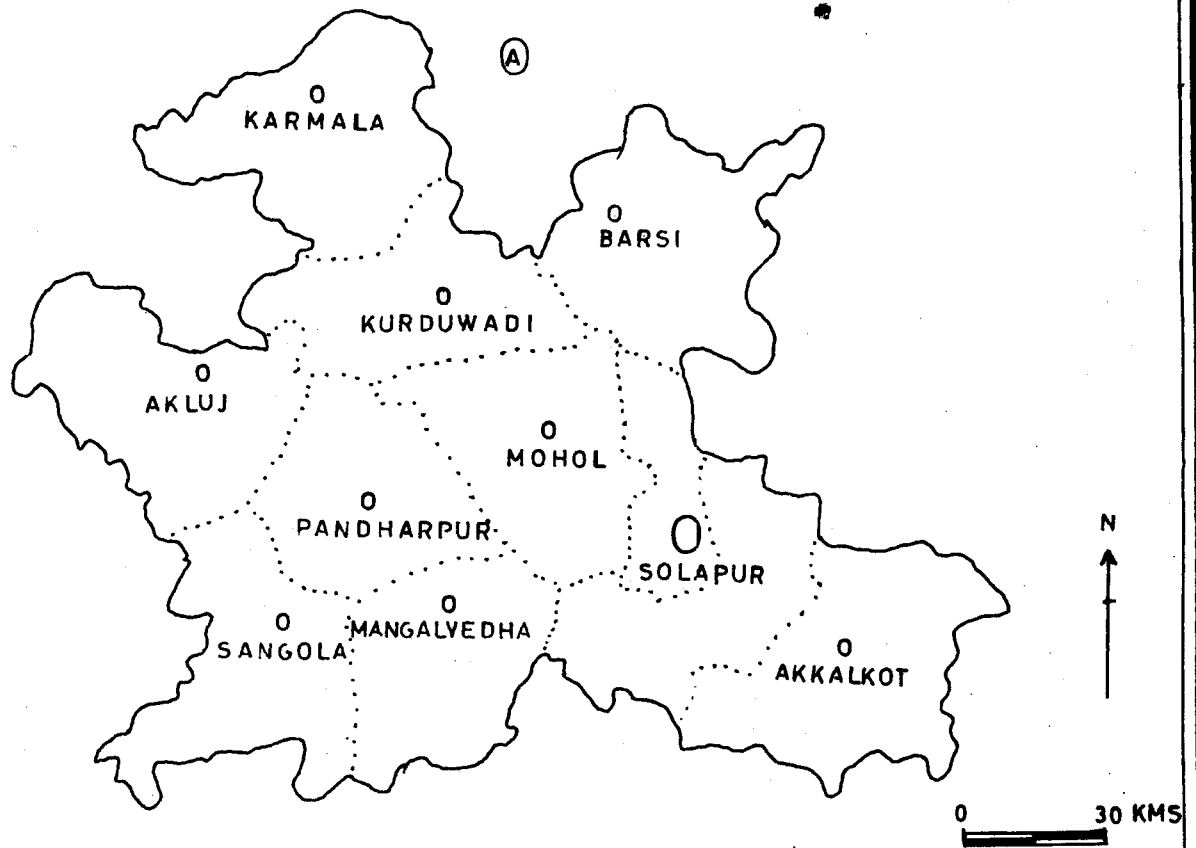 A
O
KARMALA
O
BARSI
O
KURDUWADI
O
AKLUJ
O
MOHOL
O
PANDHARPUR
N
O
SOLAPUR
O
MANGALVEDHA
O
SANGOLA
O
AKKALKOT
0 30 KMS